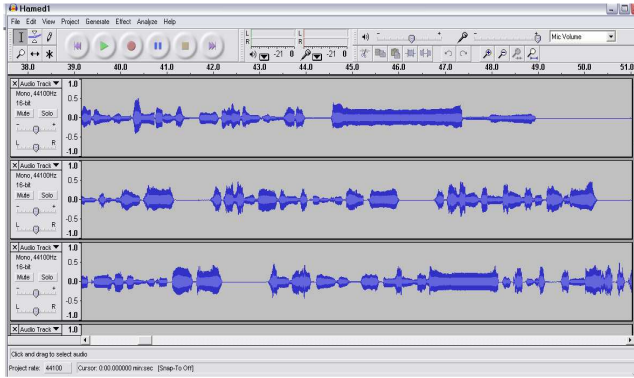 Hamed1
File Edit View Project Generate Effect Analyze Help
L
R
L
R
-21 0
-21 0
- +
- +
Mic Volume
38.0 39.0 40.0 41.0 42.0 43.0 44.0 45.0 46.0 47.0 48.0 49.0 50.0 51.0
X Audio Track
Mono, 44100Hz
16-bit
Mute Solo
- +
L R
1.0
0.5
0.0
-0.5
-1.0
X Audio Track
Mono, 44100Hz
16-bit
Mute Solo
- +
L R
1.0
0.5
0.0
-0.5
-1.0
X Audio Track
Mono, 44100Hz
16-bit
Mute Solo
- +
L R
1.0
0.5
0.0
-0.5
-1.0
X Audio Track
1.0
Click and drag to select audio
Project rate: 44100 Cursor: 0:00.000000 min:sec [Snap-To Off]